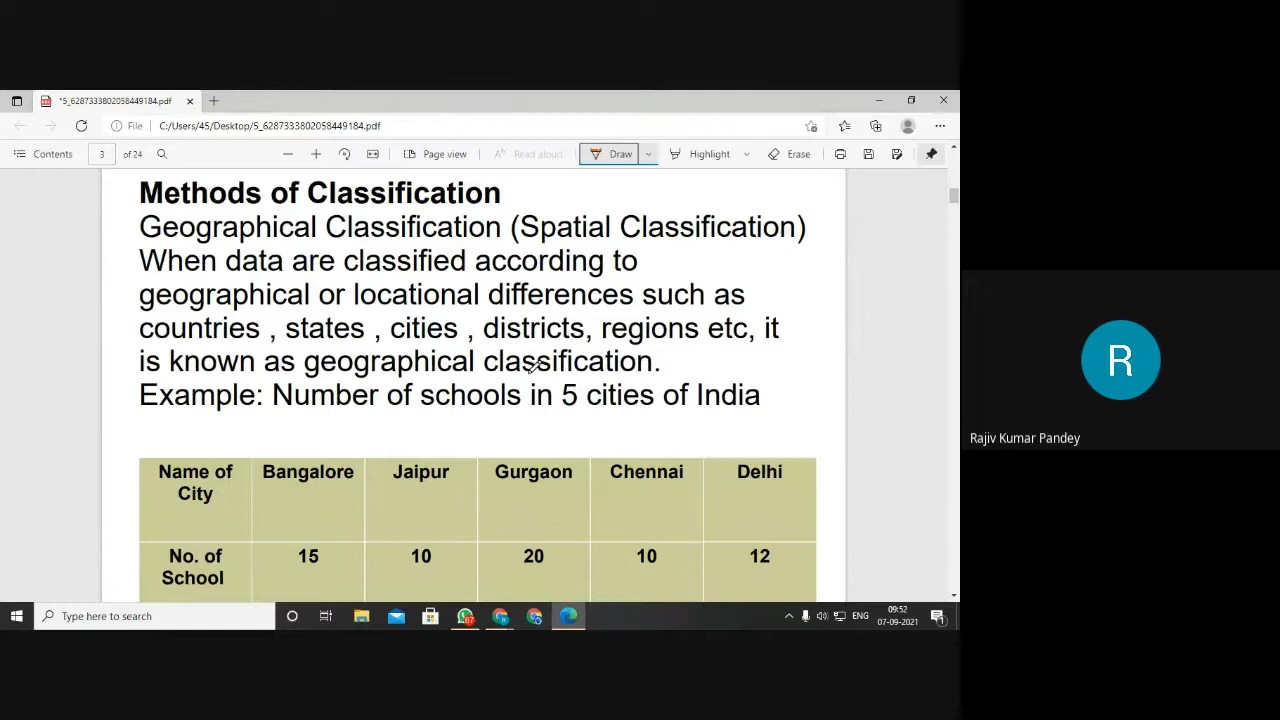 *5_6287333802058449184.pdf
File
C:/Users/45/Desktop/5_6287333802058449184.pdf
Contents
3
of 24
Page view
Read aloud
Draw
Highlight
Erase
Methods of Classification
Geographical Classification (Spatial Classification)
When data are classified according to
geographical or locational differences such as
countries , states , cities , districts, regions etc, it
is known as geographical classification.
Example: Number of schools in 5 cities of India
Name of City Bangalore Jaipur Gurgaon Chennai Delhi
No. of School 15 10 20 10 12
R
Rajiv Kumar Pandey
Type here to search
67
ENG
09:52
07-09-2021
1